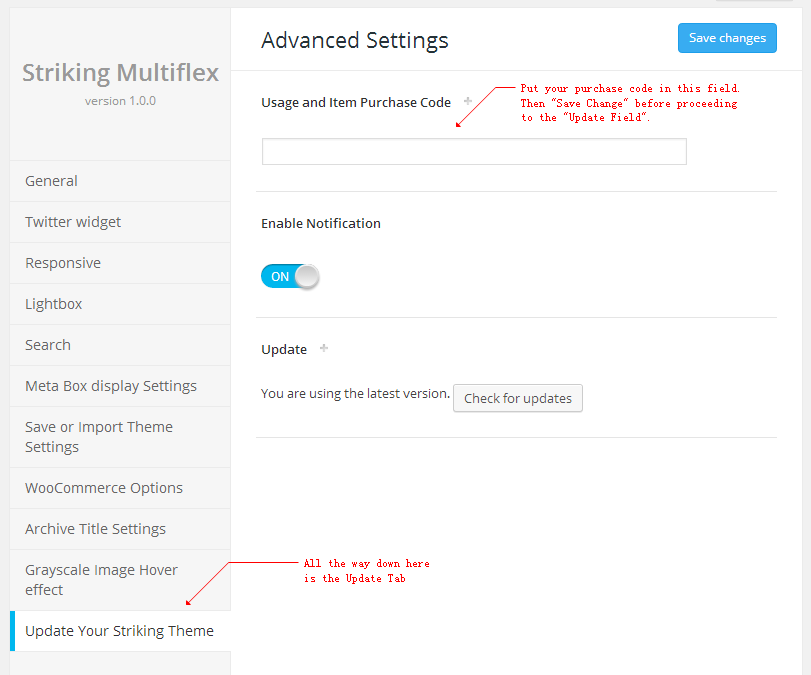 Striking Multiflex
version 1.0.0
General
Twitter widget
Responsive
Lightbox
Search
Meta Box display Settings
Save or Import Theme
Settings
WooCommerce Options
Archive Title Settings
Grayscale Image Hover
effect
Update Your Striking Theme
Advanced Settings
Save changes
Usage and Item Purchase Code +
Put your purchase code in this field.
Then "Save Change" before proceeding
to the "Update Field".
Enable Notification
ON
Update +
You are using the latest version.
Check for updates
All the way down here
is the Update Tab